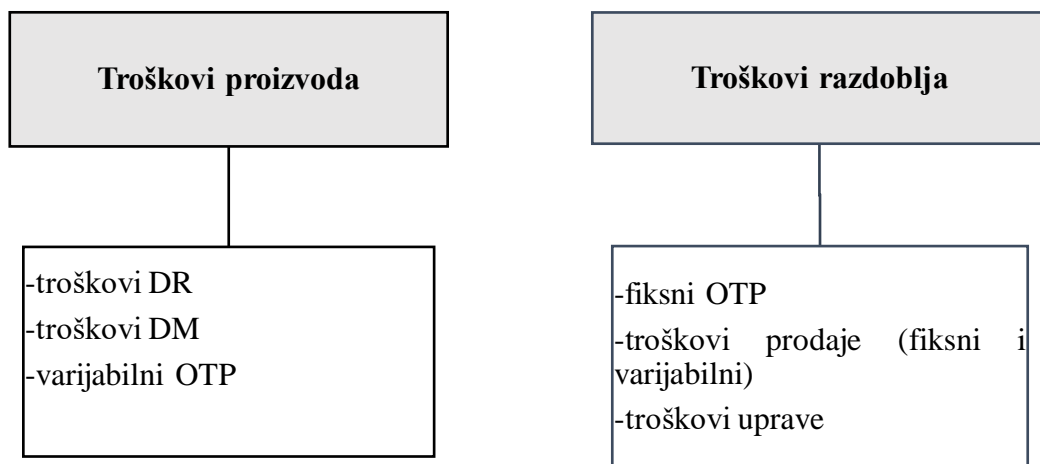 Troškovi proizvoda
-troškovi DR
-troškovi DM
-varijabilni OTP
Troškovi razdoblja
-fiksni OTP
-troškovi prodaje (fiksni i
varijabilni)
-troškovi uprave